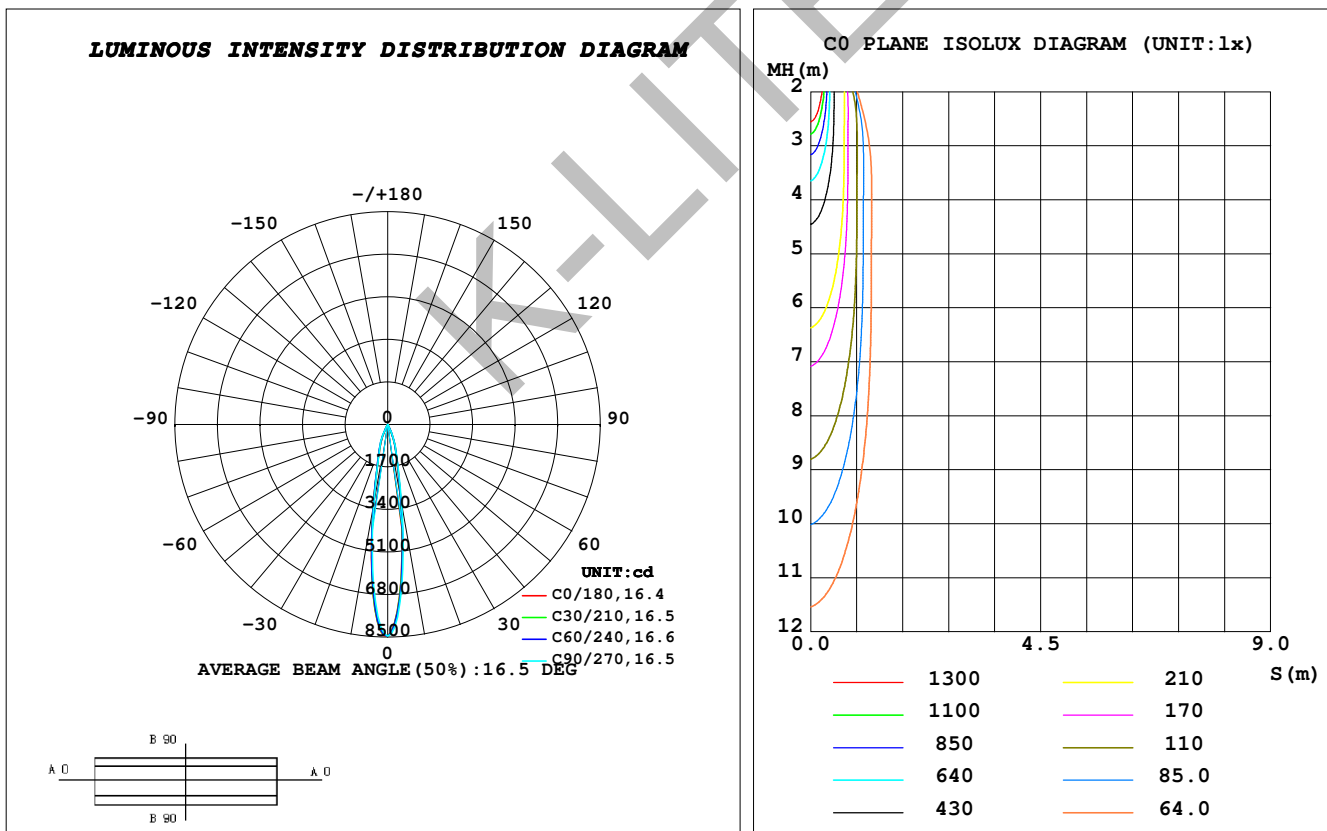 LUMINOUS INTENSITY DISTRIBUTION DIAGRAM
-/+180
-150
150
-120
120
-90
90
0
1700
3400
5100
6800
8500
-60
60
-30
30
0
UNIT:cd
C0/180,16.4
C30/210,16.5
C60/240,16.6
C90/270,16.5
AVERAGE BEAM ANGLE(50%):16.5 DEG
B 90
A 0
A 0
B 90
C0 PLANE ISOLUX DIAGRAM (UNIT:lx)
MH(m)
2
3
4
5
6
7
8
9
10
11
12
0.0
4.5
9.0
S(m)
1300
210
1100
170
850
110
640
85.0
430
64.0
K-LITE